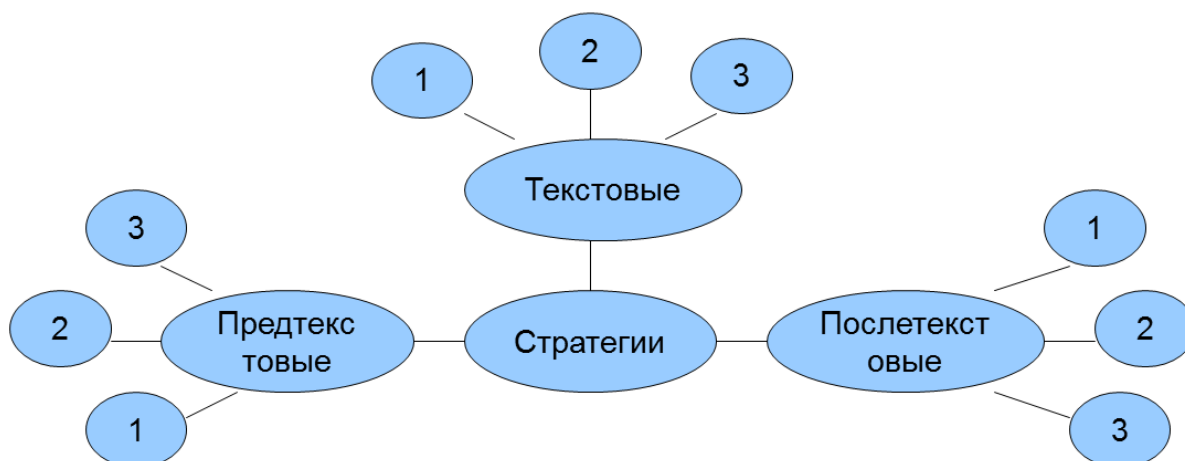 2
1
3
Текстовые
3
1
2
Предтекс
товые
Стратегии
Послетекст
овые
2
1
3